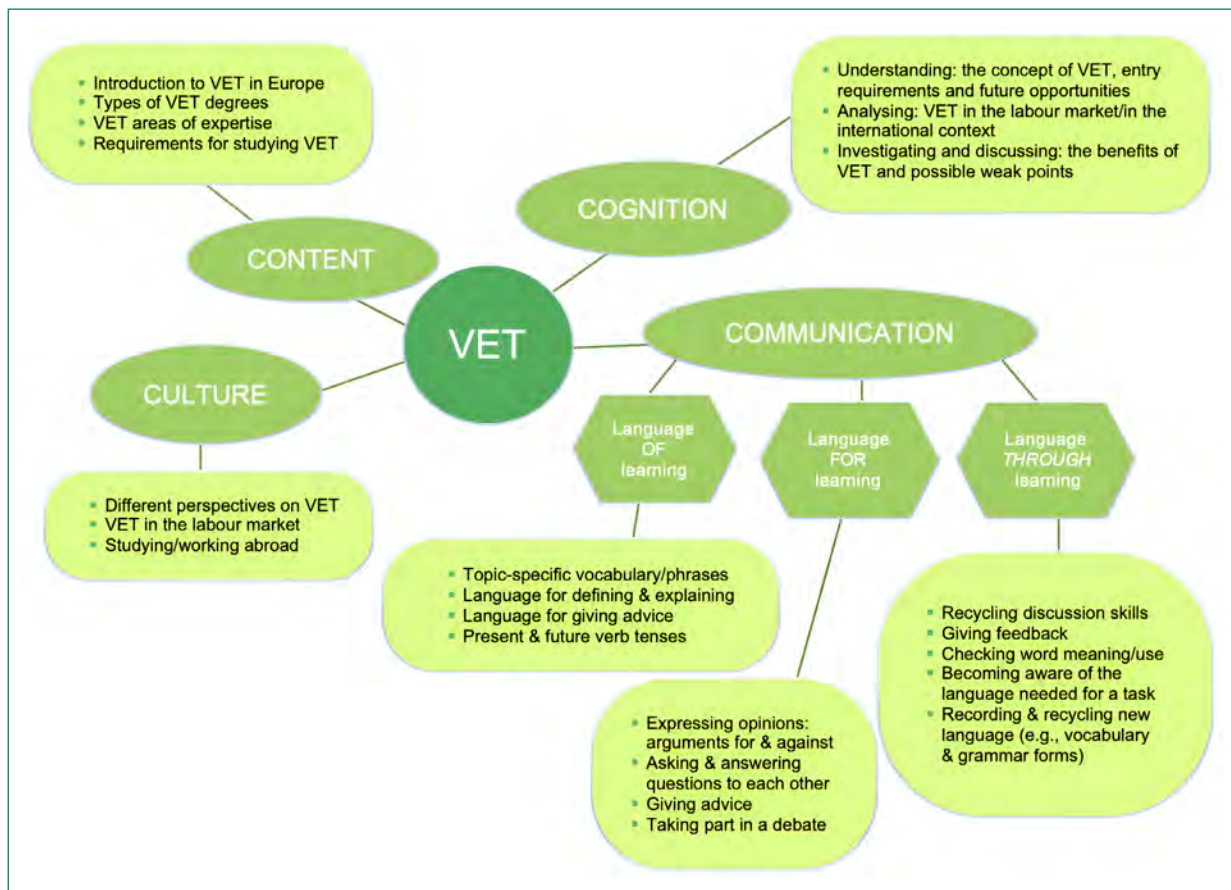 ▪ Introduction to VET in Europe
▪ Types of VET degrees
▪ VET areas of expertise
▪ Requirements for studying VET
▪ Understanding: the concept of VET, entry
requirements and future opportunities
▪ Analysing: VET in the labour market/in the
international context
▪ Investigating and discussing: the benefits of
VET and possible weak points
COGNITION
CONTENT
VET
COMMUNICATION
CULTURE
▪ Different perspectives on VET
▪ VET in the labour market
▪ Studying/working abroad
Language
OF
learning
Language
FOR
learning
Language
THROUGH
learning
▪ Topic-specific vocabulary/phrases
▪ Language for defining & explaining
▪ Language for giving advice
▪ Present & future verb tenses
▪ Expressing opinions:
arguments for & against
▪ Asking & answering
questions to each other
▪ Giving advice
▪ Taking part in a debate
▪ Recycling discussion skills
▪ Giving feedback
▪ Checking word meaning/use
▪ Becoming aware of the
language needed for a task
▪ Recording & recycling new
language (e.g., vocabulary
& grammar forms)